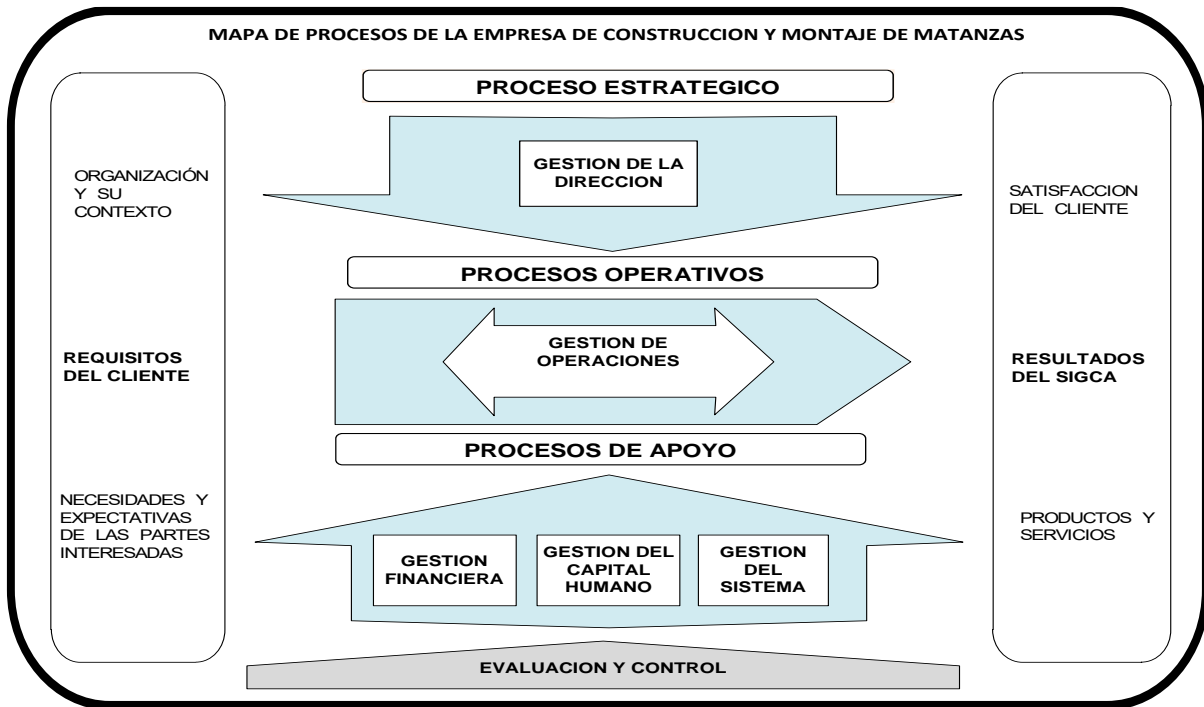 MAPA DE PROCESOS DE LA EMPRESA DE CONSTRUCCION Y MONTAJE DE MATANZAS
ORGANIZACIÓN
Y SU
CONTEXTO
REQUISITOS
DEL CLIENTE
NECESIDADES Y
EXPECTATIVAS
DE LAS PARTES
INTERESADAS
PROCESO ESTRATEGICO
GESTION DE LA
DIRECCION
PROCESOS OPERATIVOS
GESTION DE
OPERACIONES
PROCESOS DE APOYO
GESTION
FINANCIERA
GESTION DEL
CAPITAL
HUMANO
GESTION
DEL
SISTEMA
EVALUACION Y CONTROL
SATISFACCION
DEL CLIENTE
RESULTADOS
DEL SIGCA
PRODUCTOS Y
SERVICIOS